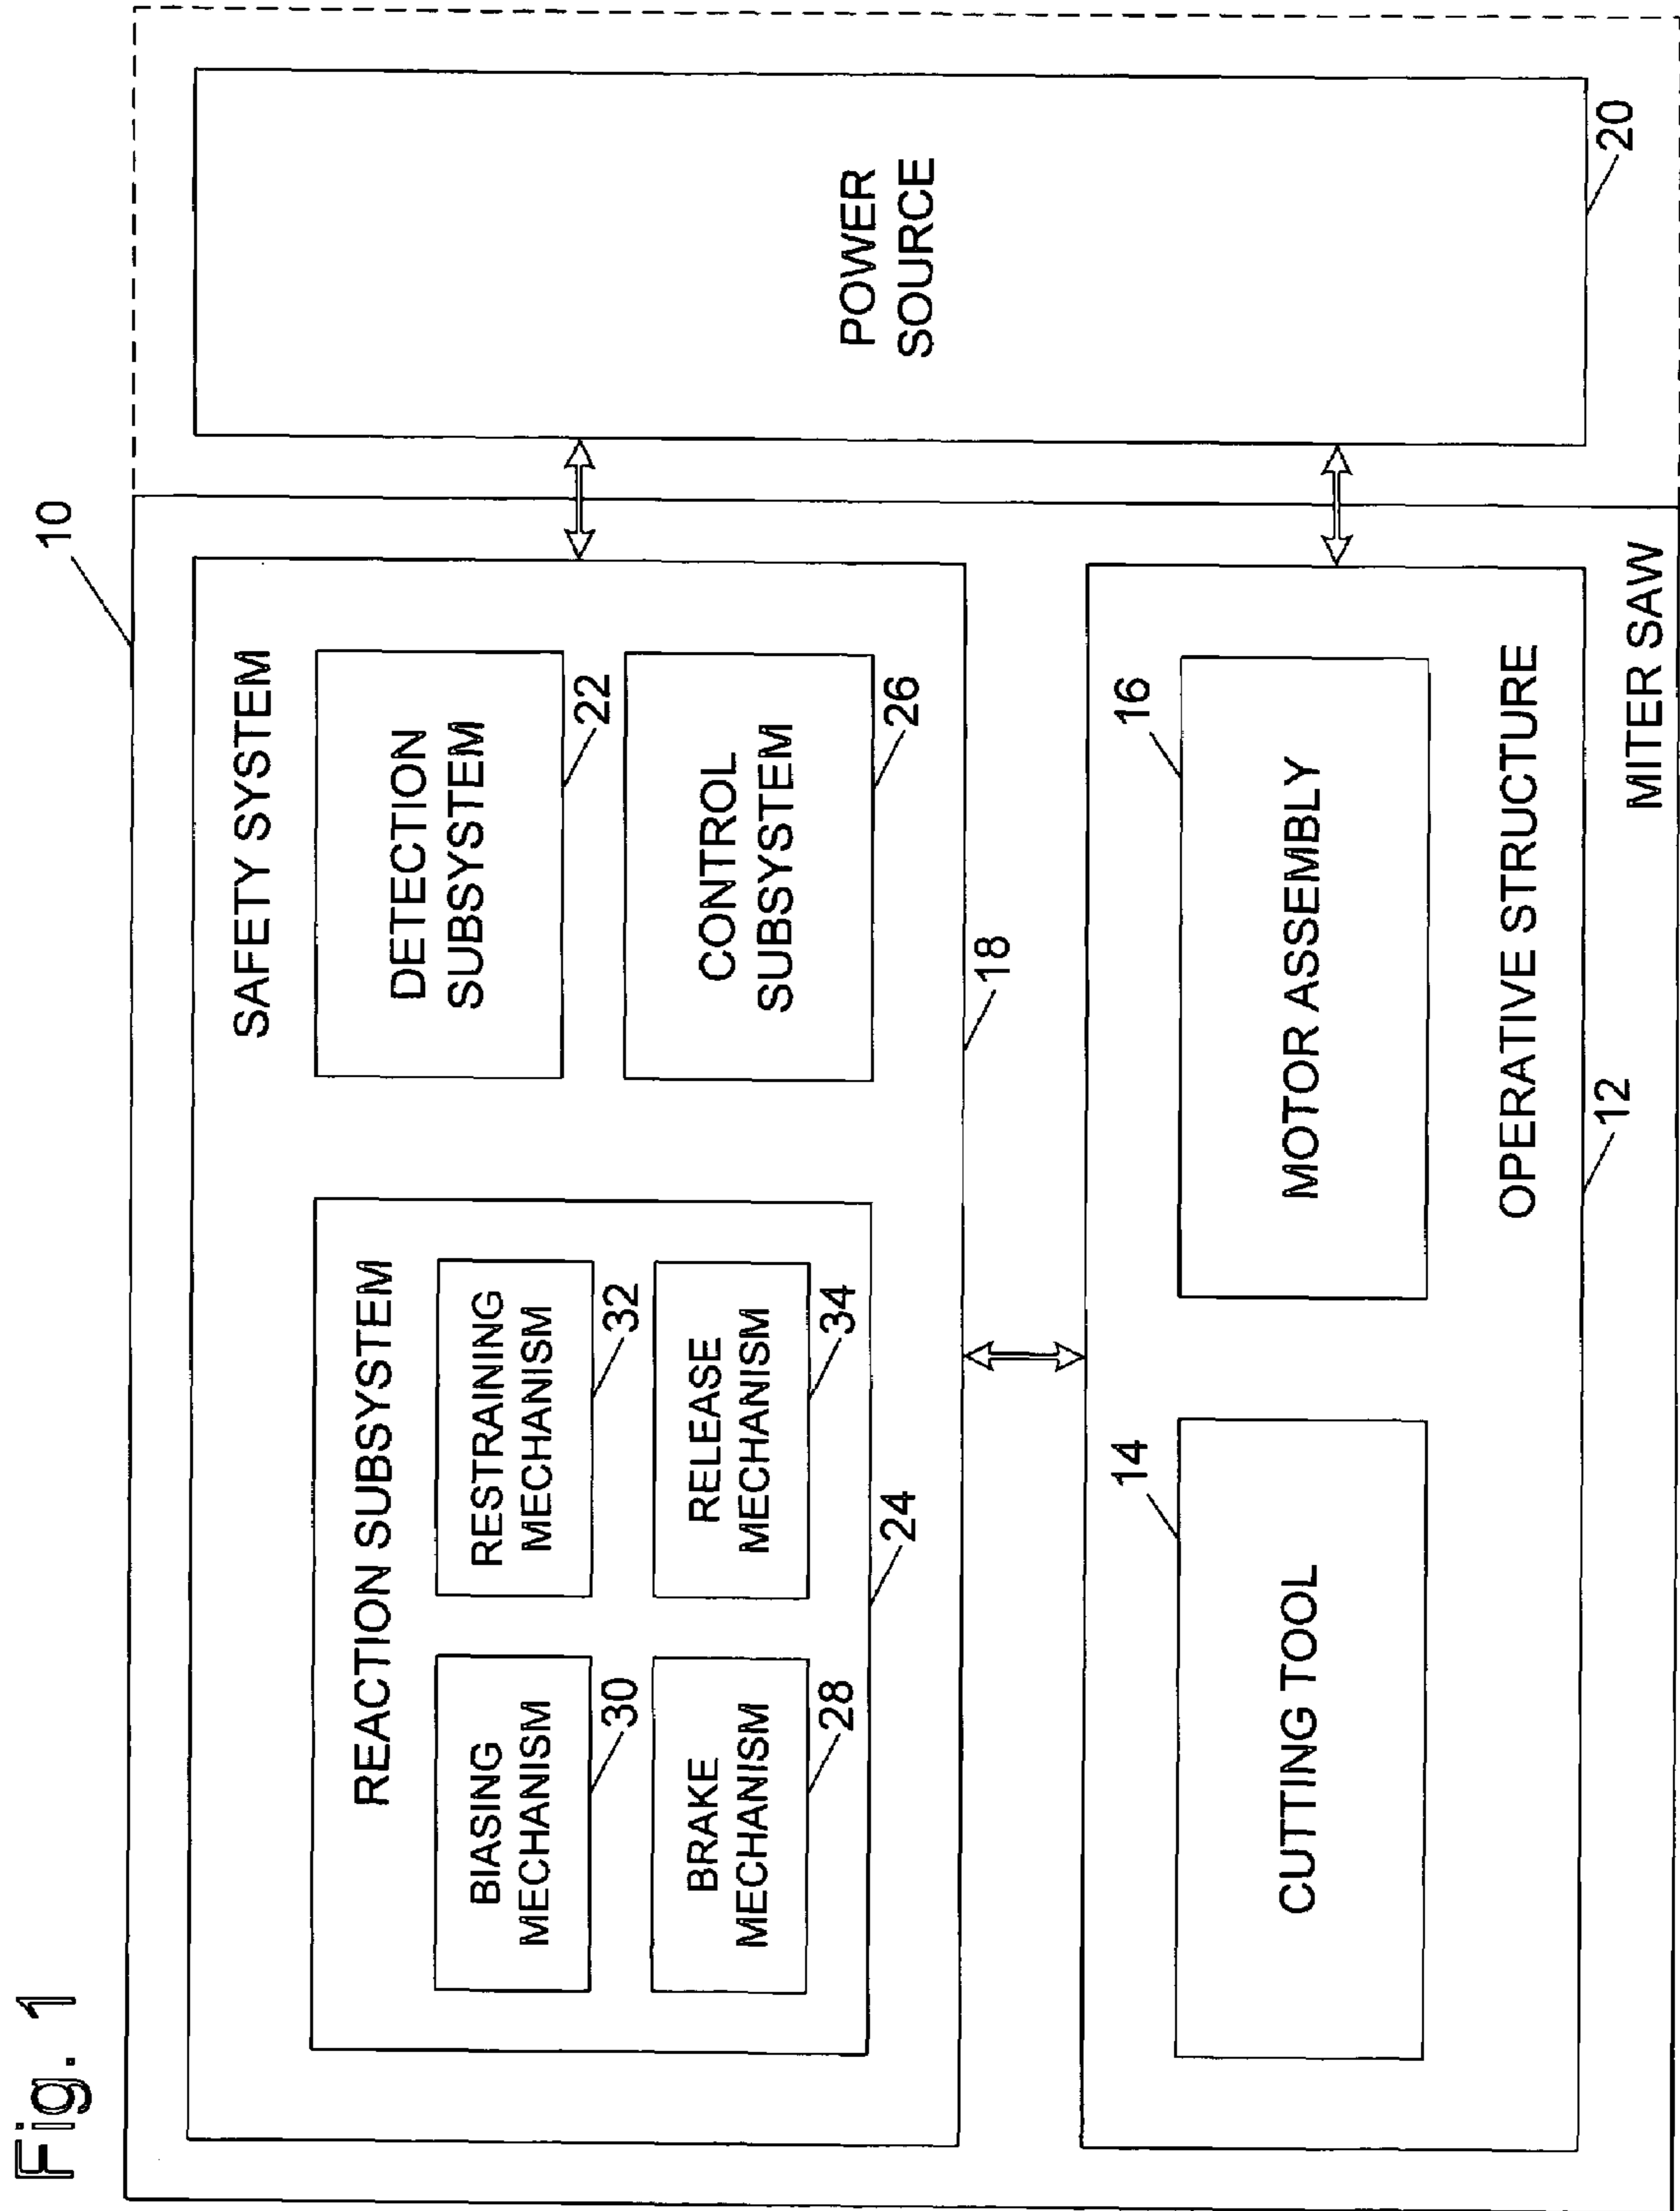 Fig. 1
10
SAFETY SYSTEM
REACTION SUBSYSTEM
BIASING
MECHANISM
30
RESTRAINING
MECHANISM
32
BRAKE
MECHANISM
28
RELEASE
MECHANISM
34
24
DETECTION
SUBSYSTEM
22
CONTROL
SUBSYSTEM
26
18
POWER
SOURCE
20
14
CUTTING TOOL
16
MOTOR ASSEMBLY
OPERATIVE STRUCTURE
12
MITER SAW